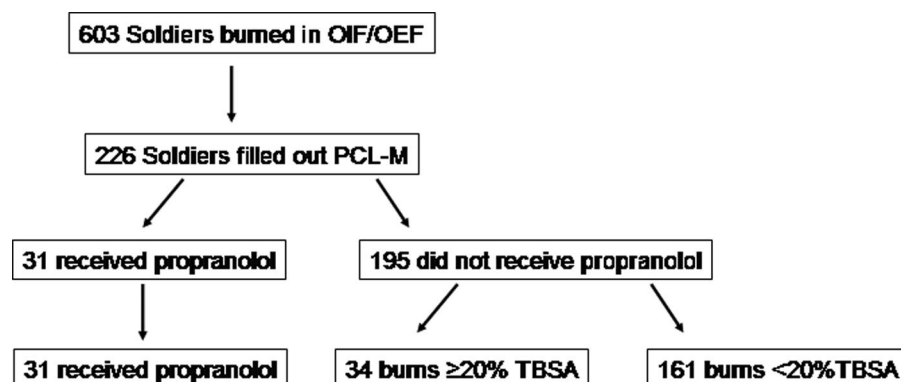 603 Soldiers burned in OIF/OEF
226 Soldiers filled out PCL-M
31 received propranolol
195 did not receive propranolol
31 received propranolol
34 burns ≥20% TBSA
161 burns <20%TBSA